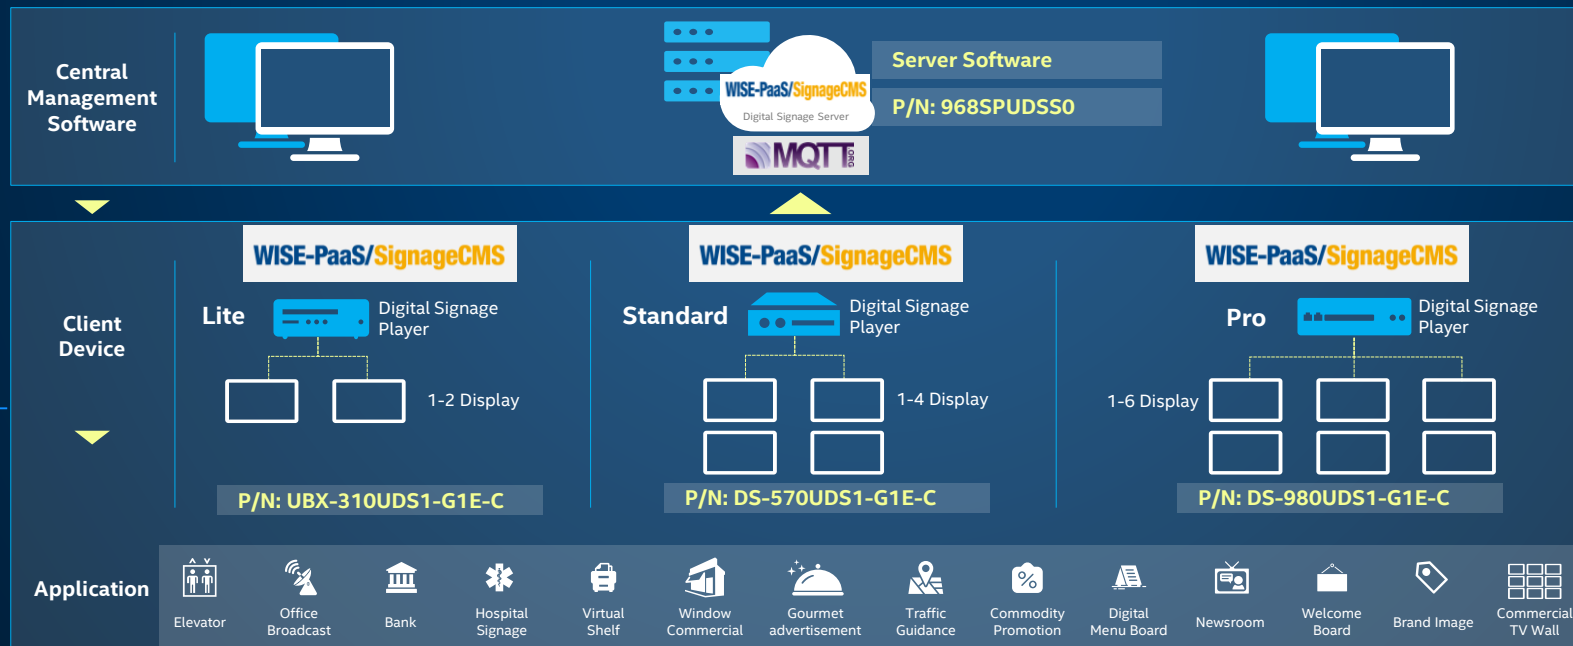 Central
Management
Software
WISE-PaaS/SignageCMS
Digital Signage Server
MQTT.ORG
Server Software
P/N: 968SPUDSS0
Client
Device
WISE-PaaS/SignageCMS
Lite
Digital Signage
Player
1-2 Display
P/N: UBX-310UDS1-G1E-C
WISE-PaaS/SignageCMS
Standard
Digital Signage
Player
1-4 Display
P/N: DS-570UDS1-G1E-C
WISE-PaaS/SignageCMS
Pro
Digital Signage
Player
1-6 Display
P/N: DS-980UDS1-G1E-C
Application
Elevator
Office
Broadcast
Bank
Hospital
Signage
Virtual
Shelf
Window
Commercial
Gourmet
advertisement
Traffic
Guidance
%
Commodity
Promotion
Digital
Menu Board
Newsroom
Welcome
Board
Brand Image
Commercial
TV Wall